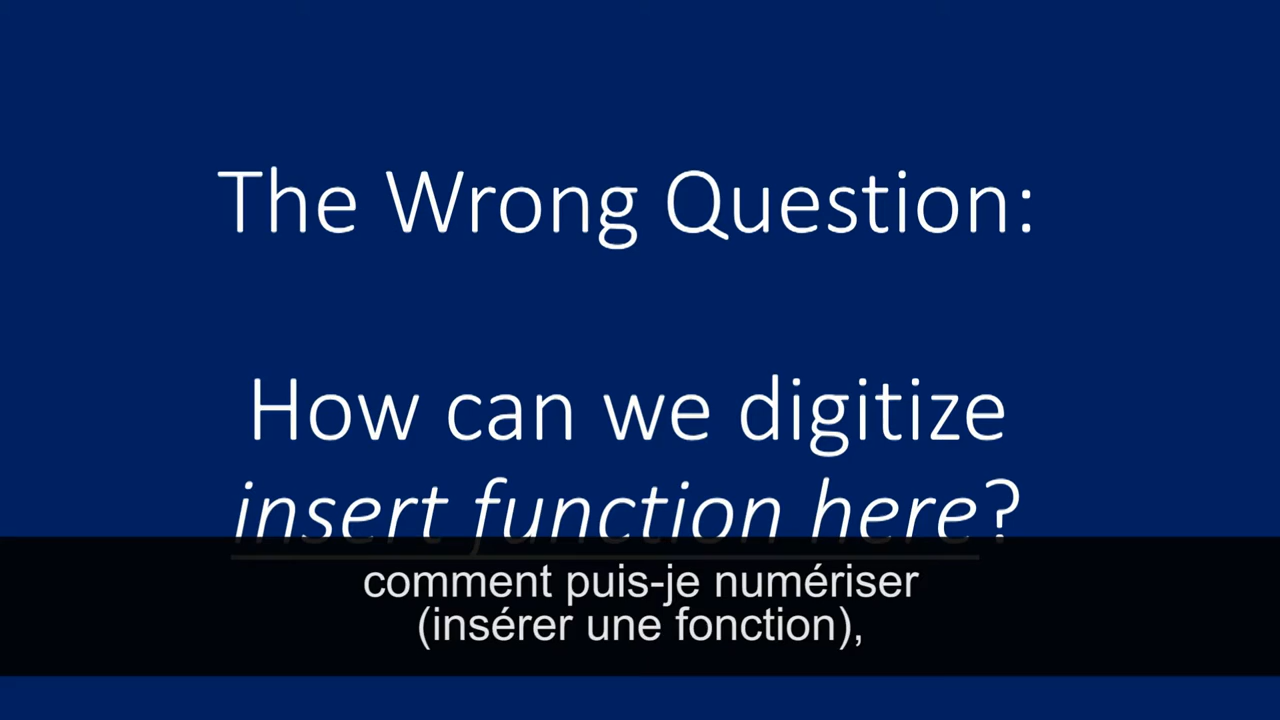 The Wrong Question:
How can we digitize
insert function here?
comment puis-je numériser
(insérer une fonction),